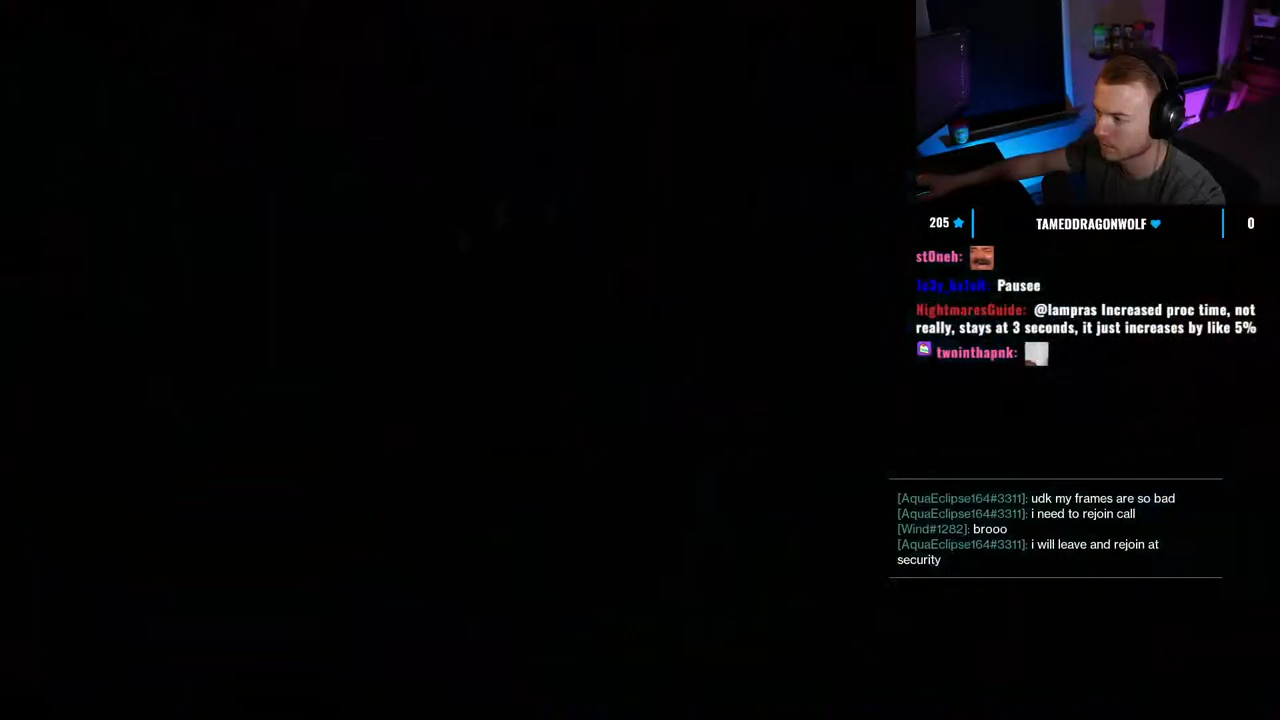 205 TAMEDDRAGONWOLF 0
st0neh:
Pausee
NightmaresGuide: @lampras Increased proc time, not
really, stays at 3 seconds, it just increases by like 5%
twointhapnk:
[AquaEclipse164#3311]: udk my frames are so bad
[AquaEclipse164#3311]: i need to rejoin call
[Wind#1282]: brooo
[AquaEclipse164#3311]: i will leave and rejoin at
security